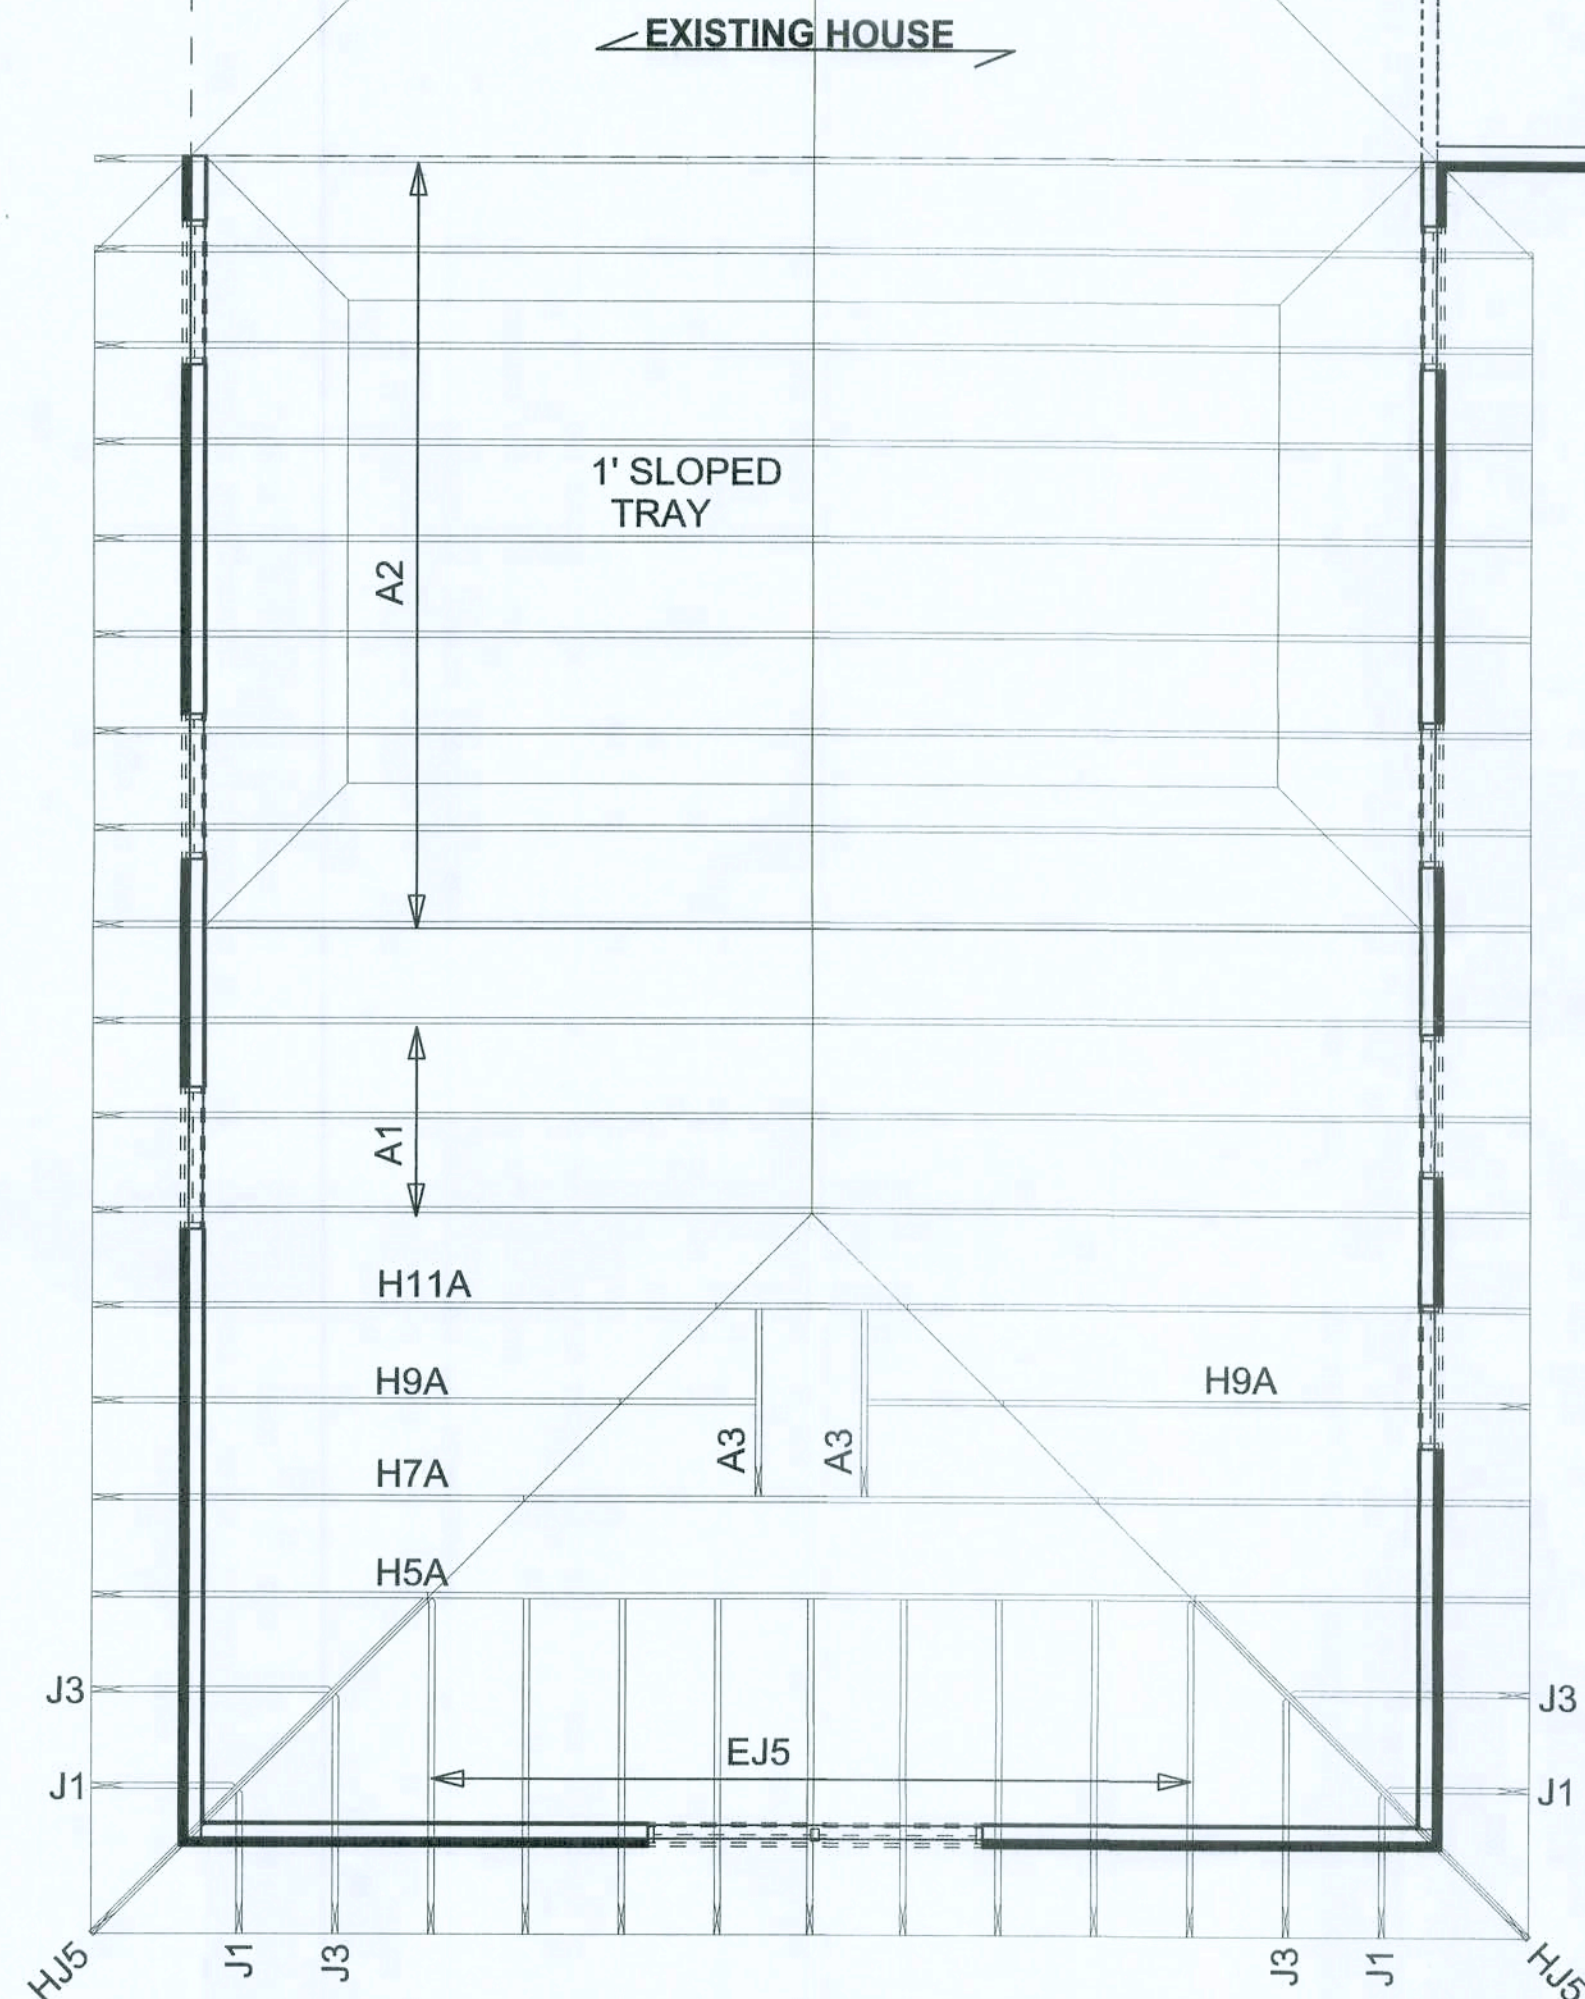 EXISTING HOUSE
1' SLOPED
TRAY
A2
A1
H11A
H9A
H9A
A3
A3
H7A
H5A
J3
J3
EJ5
J1
J1
HJ5
J1
J3
J3
J1
HJ5